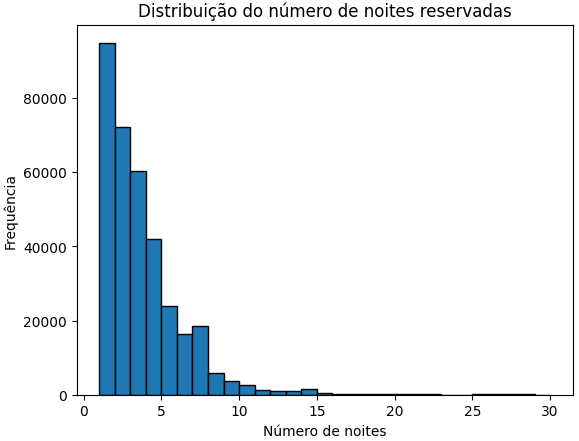 Distribuição do número de noites reservadas
Frequência
80000
60000
40000
20000
0
0 5 10 15 20 25 30
Número de noites